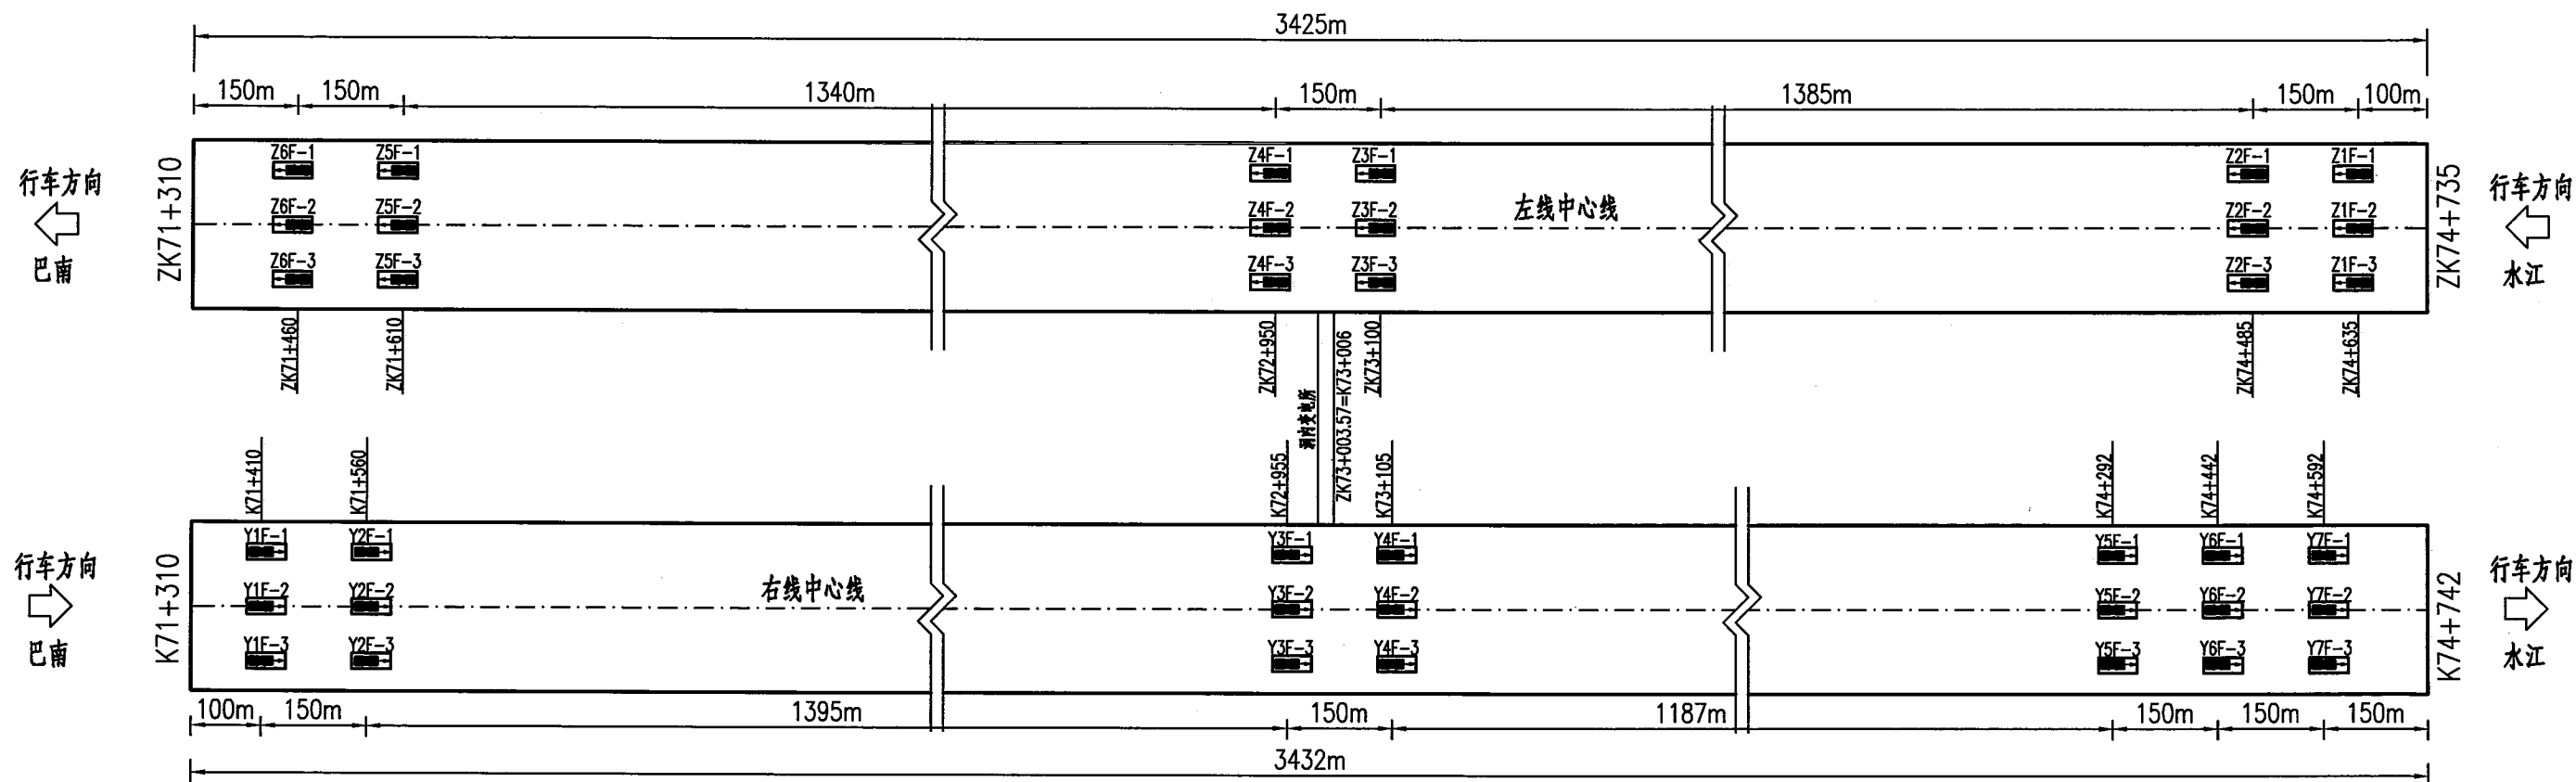 3425m
150m 150m 1340m 150m 1385m 150m 100m
Z6F-1 Z5F-1 Z4F-1 Z3F-1 Z2F-1 Z1F-1
行车方向 ZK71+310 Z6F-2 Z5F-2 Z4F-2 Z3F-2 左线中心线 Z2F-2 Z1F-2 ZK74+735 行车方向
巴南 Z6F-3 Z5F-3 Z4F-3 Z3F-3 Z2F-3 Z1F-3 水江
ZK71+460 ZK71+610 ZK72+950 ZK73+100 ZK74+485 ZK74+635
洞内变电所 ZK73+003.57=K73+006
K71+410 K71+560 K72+955 K73+105 K74+292 K74+442 K74+592
Y1F-1 Y2F-1 Y3F-1 Y4F-1 Y5F-1 Y6F-1 Y7F-1
行车方向 K71+310 Y1F-2 Y2F-2 右线中心线 Y3F-2 Y4F-2 Y5F-2 Y6F-2 Y7F-2 K74+742 行车方向
巴南 Y1F-3 Y2F-3 Y3F-3 Y4F-3 Y5F-3 Y6F-3 Y7F-3 水江
100m 150m 1395m 150m 1187m 150m 150m 150m
3432m